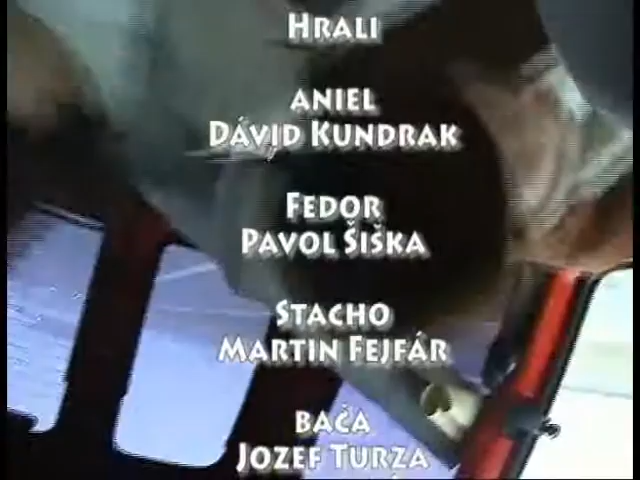 HRALI
ANIEL
DÁVID KUNDRAK
FEDOR
PAVOL ŠIŠKA
STACHO
MARTIN FEJFÁR
BAČA
JOZEF TURZA